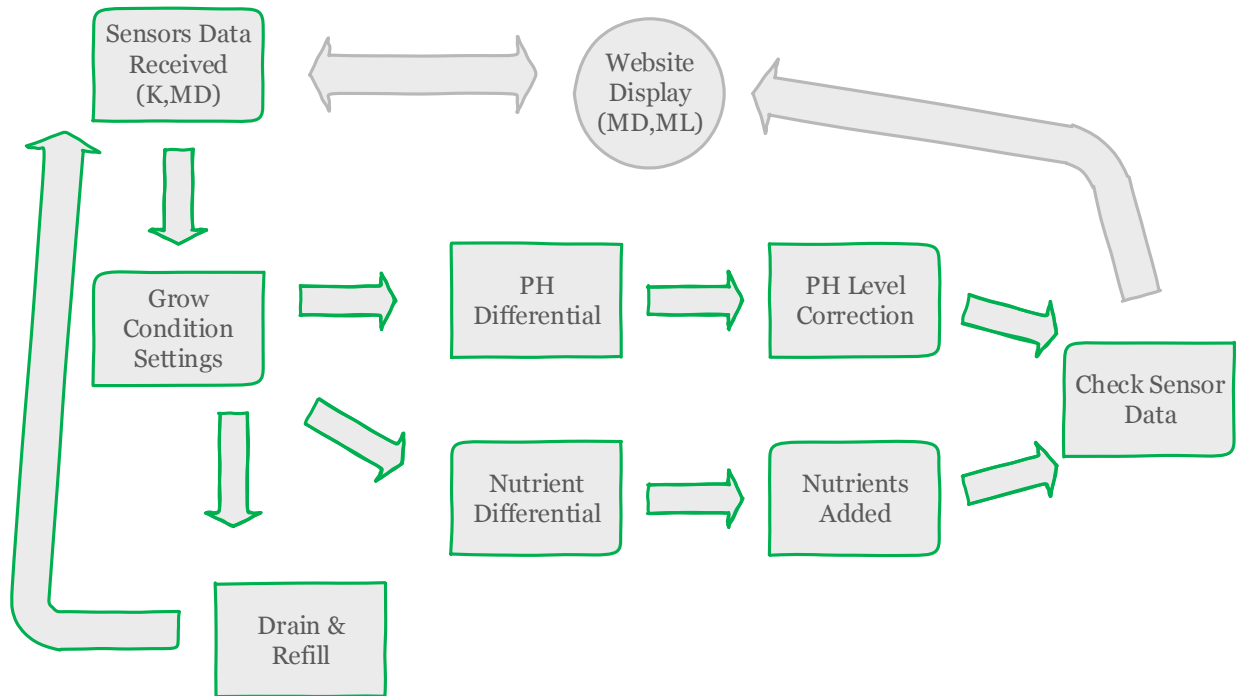 Sensors Data
Received
(K,MD)
Website
Display
(MD,ML)
Grow
Condition
Settings
PH
Differential
PH Level
Correction
Check Sensor
Data
Nutrient
Differential
Nutrients
Added
Drain &
Refill